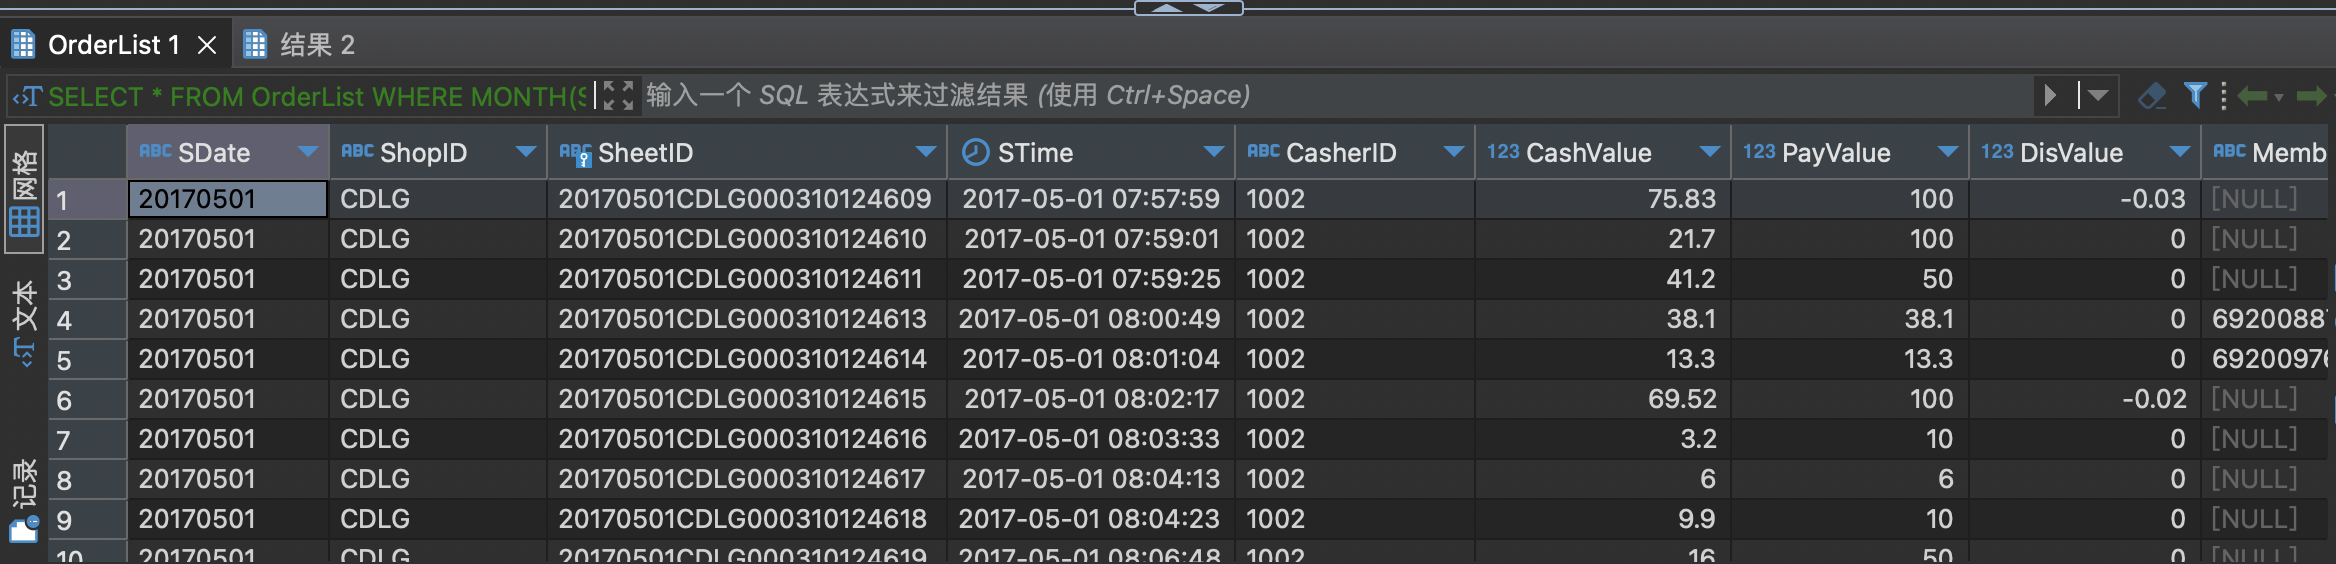 OrderList 1 结果 2
SELECT * FROM OrderList WHERE MONTH(S 输入一个 SQL 表达式来过滤结果 (使用 Ctrl+Space)
网格
文本
记录
ABC SDate ABC ShopID ABC SheetID STime ABC CasherID 123 CashValue 123 PayValue 123 DisValue ABC Memb
1 20170501 CDLG 20170501CDLG000310124609 2017-05-01 07:57:59 1002 75.83 100 -0.03 [NULL]
2 20170501 CDLG 20170501CDLG000310124610 2017-05-01 07:59:01 1002 21.7 100 0 [NULL]
3 20170501 CDLG 20170501CDLG000310124611 2017-05-01 07:59:25 1002 41.2 50 0 [NULL]
4 20170501 CDLG 20170501CDLG000310124613 2017-05-01 08:00:49 1002 38.1 38.1 0 6920088
5 20170501 CDLG 20170501CDLG000310124614 2017-05-01 08:01:04 1002 13.3 13.3 0 6920097
6 20170501 CDLG 20170501CDLG000310124615 2017-05-01 08:02:17 1002 69.52 100 -0.02 [NULL]
7 20170501 CDLG 20170501CDLG000310124616 2017-05-01 08:03:33 1002 3.2 10 0 [NULL]
8 20170501 CDLG 20170501CDLG000310124617 2017-05-01 08:04:13 1002 6 6 0 [NULL]
9 20170501 CDLG 20170501CDLG000310124618 2017-05-01 08:04:23 1002 9.9 10 0 [NULL]
10 20170501 CDLG 20170501CDLG000310124619 2017-05-01 08:06:48 1002 16 50 0 [NULL]